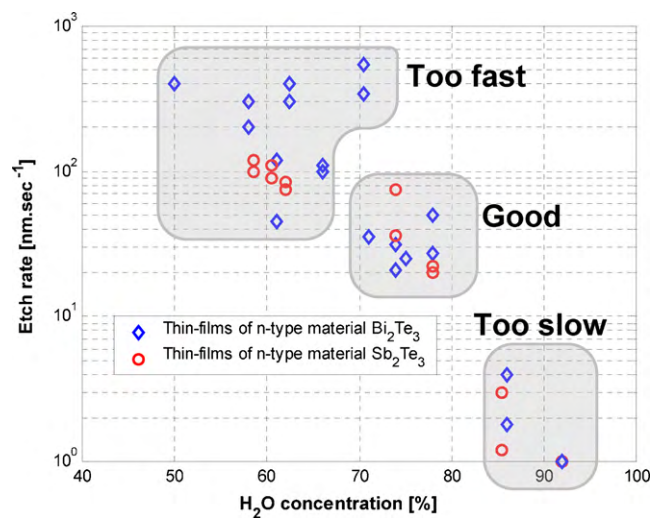 10³
Too fast
10²
Good
Etch rate [nm.sec⁻¹]
10¹
Too slow
Thin-films of n-type material Bi₂Te₃
Thin-films of n-type material Sb₂Te₃
10⁰
40 50 60 70 80 90 100
H₂O concentration [%]